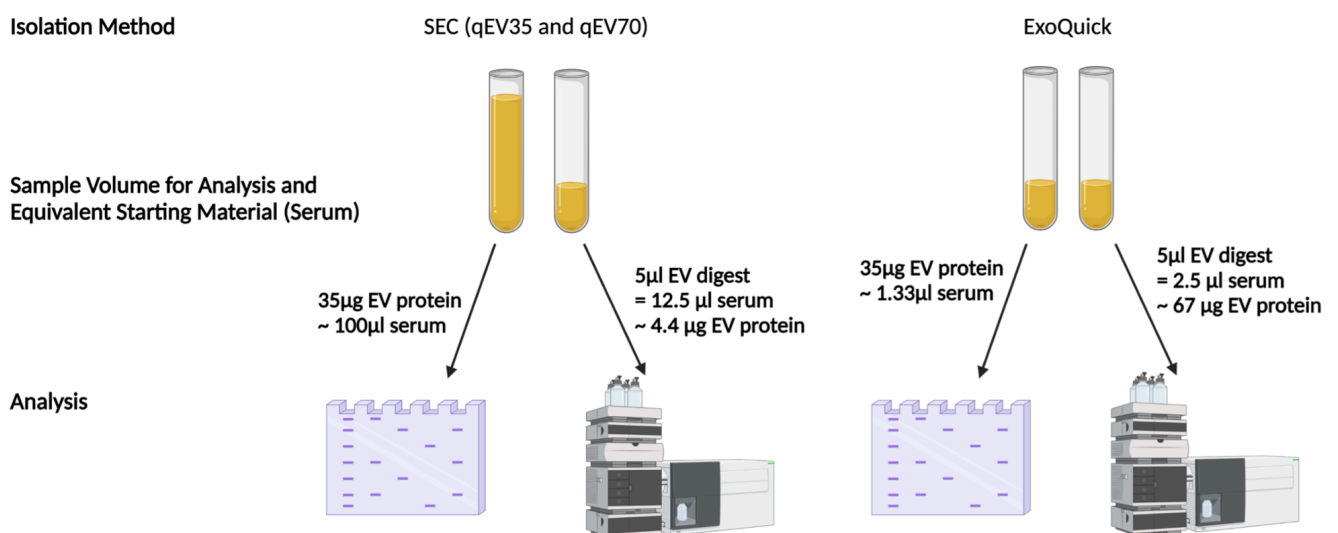 Isolation Method
SEC (qEV35 and qEV70)
ExoQuick
Sample Volume for Analysis and
Equivalent Starting Material (Serum)
35µg EV protein
~ 100µl serum
5µl EV digest
= 12.5 µl serum
~ 4.4 µg EV protein
35µg EV protein
~ 1.33µl serum
5µl EV digest
= 2.5 µl serum
~ 67 µg EV protein
Analysis